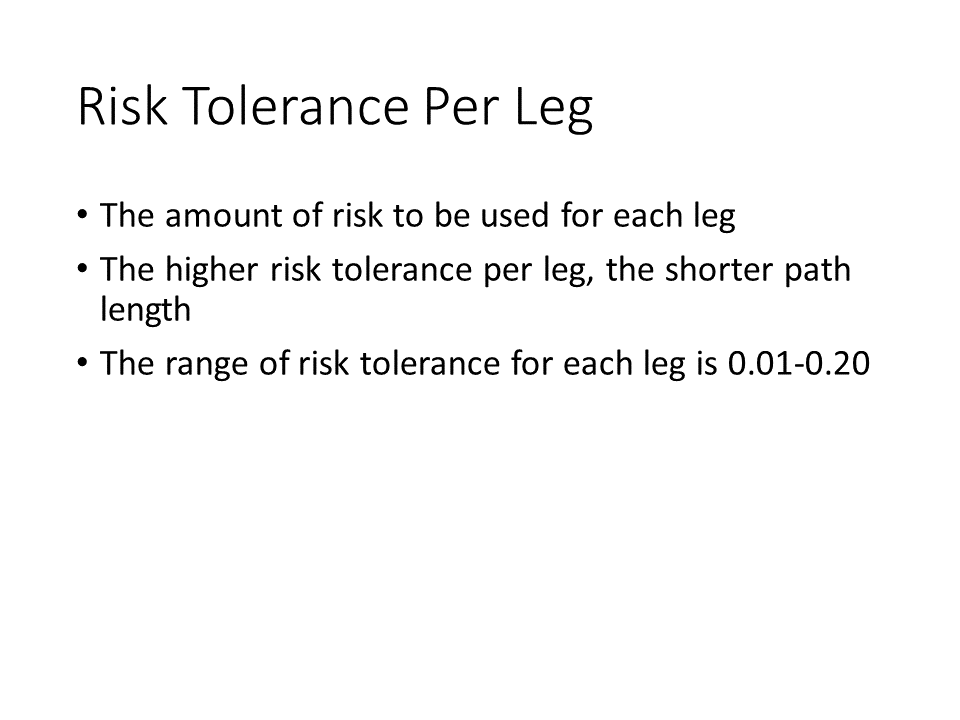 Risk Tolerance Per Leg
• The amount of risk to be used for each leg
• The higher risk tolerance per leg, the shorter path
length
• The range of risk tolerance for each leg is 0.01-0.20